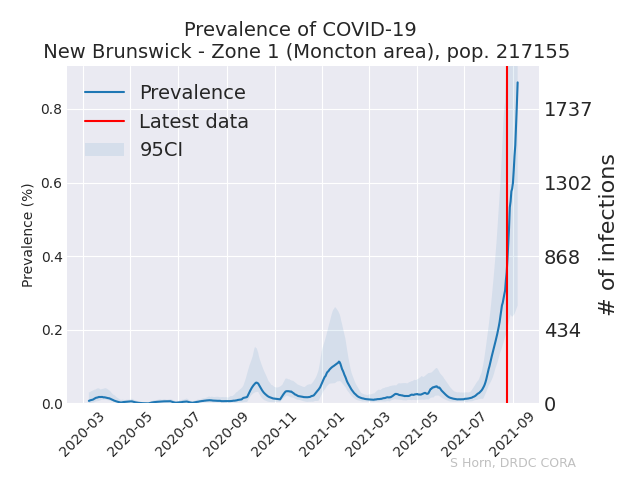 Prevalence of COVID-19
New Brunswick - Zone 1 (Moncton area), pop. 217155
Prevalence
Latest data
95CI
Prevalence (%)
0.8
0.6
0.4
0.2
0.0
1737
1302
868
434
0
# of infections
2020-03
2020-05
2020-07
2020-09
2020-11
2021-01
2021-03
2021-05
2021-07
2021-09
S Horn, DRDC CORA